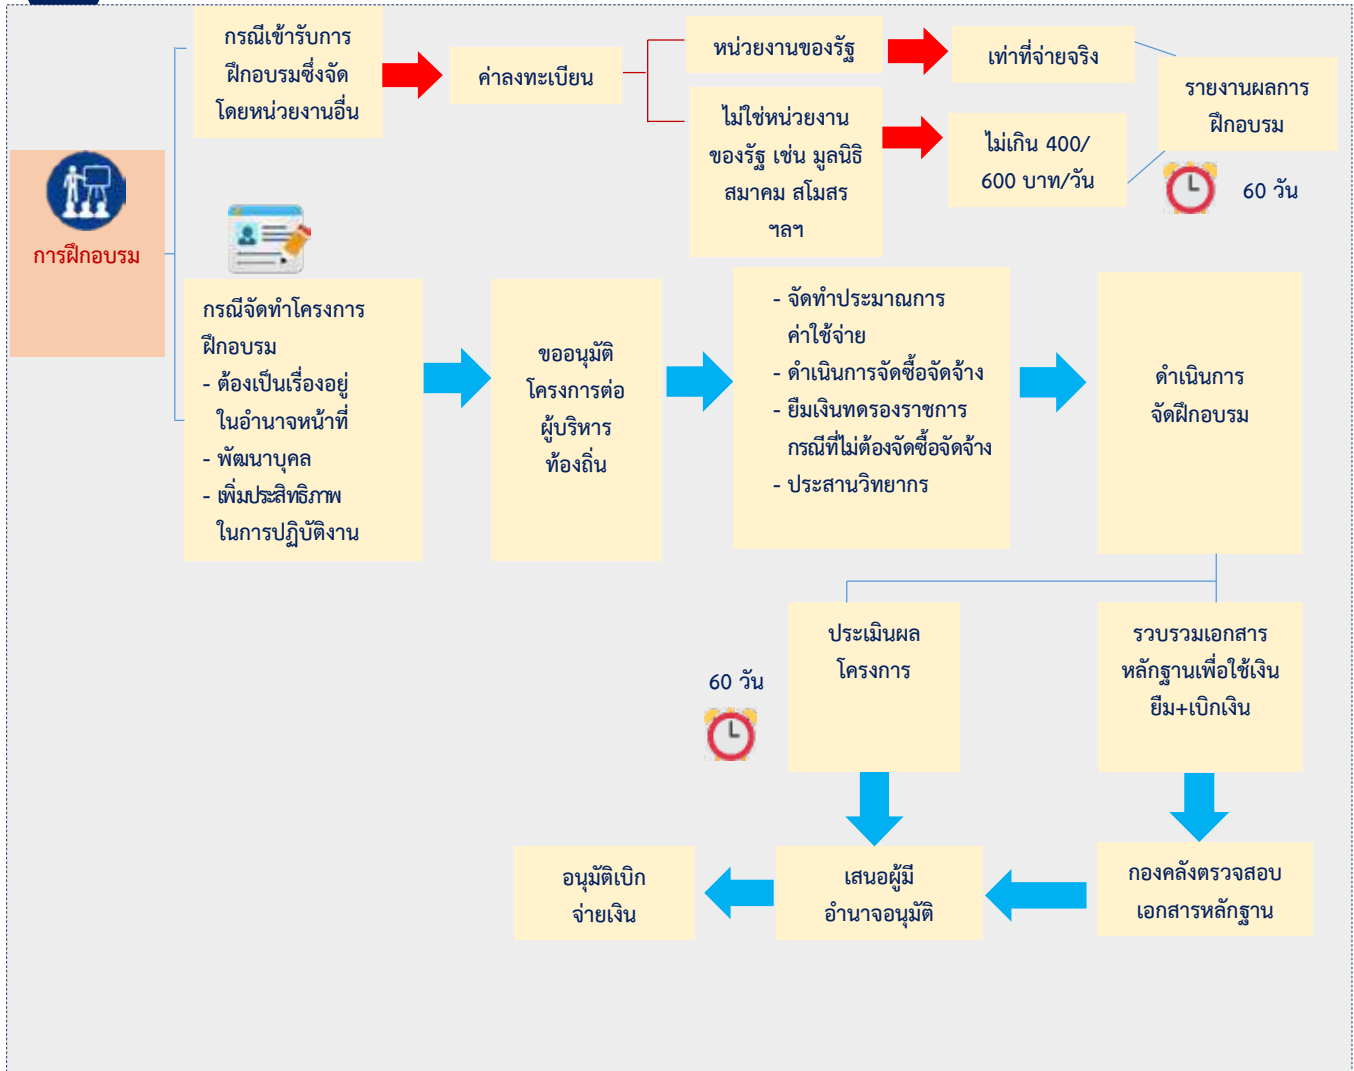 การฝึกอบรม
กรณีเข้ารับการ
ฝึกอบรมซึ่งจัด
โดยหน่วยงานอื่น
ค่าลงทะเบียน
หน่วยงานของรัฐ
เท่าที่จ่ายจริง
ไม่ใช่หน่วยงาน
ของรัฐ เช่น มูลนิธิ
สมาคม สโมสร
ฯลฯ
ไม่เกิน 400/
600 บาท/วัน
รายงานผลการ
ฝึกอบรม
60 วัน
กรณีจัดทำโครงการ
ฝึกอบรม
- ต้องเป็นเรื่องอยู่
ในอำนาจหน้าที่
- พัฒนาบุคล
- เพิ่มประสิทธิภาพ
ในการปฏิบัติงาน
ขออนุมัติ
โครงการต่อ
ผู้บริหาร
ท้องถิ่น
- จัดทำประมาณการ
ค่าใช้จ่าย
- ดำเนินการจัดซื้อจัดจ้าง
- ยืมเงินทดรองราชการ
กรณีที่ไม่ต้องจัดซื้อจัดจ้าง
- ประสานวิทยากร
ดำเนินการ
จัดฝึกอบรม
ประเมินผล
โครงการ
60 วัน
รวบรวมเอกสาร
หลักฐานเพื่อใช้เงิน
ยืม+เบิกเงิน
กองคลังตรวจสอบ
เอกสารหลักฐาน
เสนอผู้มี
อำนาจอนุมัติ
อนุมัติเบิก
จ่ายเงิน